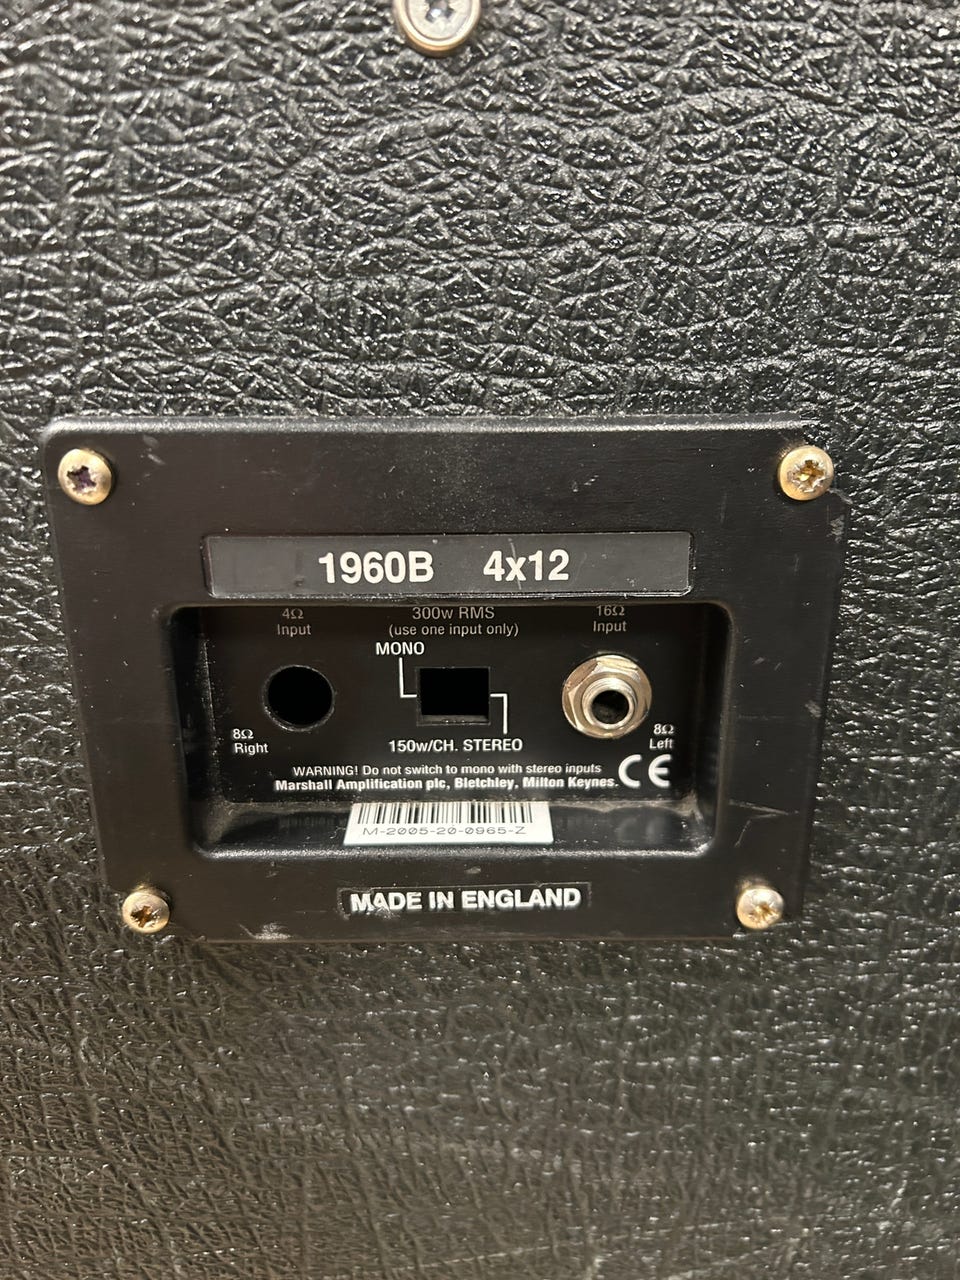 1960B 4x12
4Ω 300w RMS 16Ω
Input (use one input only) Input
MONO
8Ω 8Ω
Right Left
150w/CH. STEREO
WARNING! Do not switch to mono with stereo inputs
Marshall Amplification plc, Bletchley, Milton Keynes. CE
M-2005-20-0965-Z
MADE IN ENGLAND